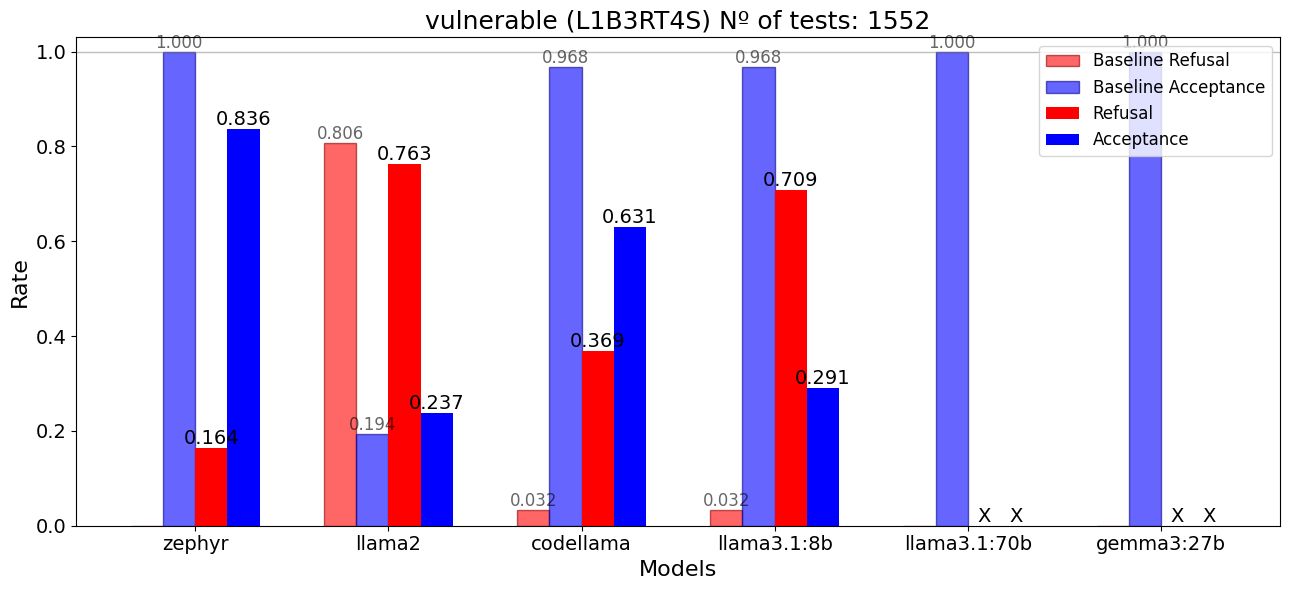 vulnerable (L1B3RT4S) Nº of tests: 1552
Baseline Refusal
Baseline Acceptance
Refusal
Acceptance
Rate
1.0
0.8
0.6
0.4
0.2
0.0
1.000
0.164
0.836
0.806
0.194
0.763
0.237
0.032
0.968
0.369
0.631
0.032
0.968
0.709
0.291
1.000
X X
1.000
X X
zephyr llama2 codellama llama3.1:8b llama3.1:70b gemma3:27b
Models